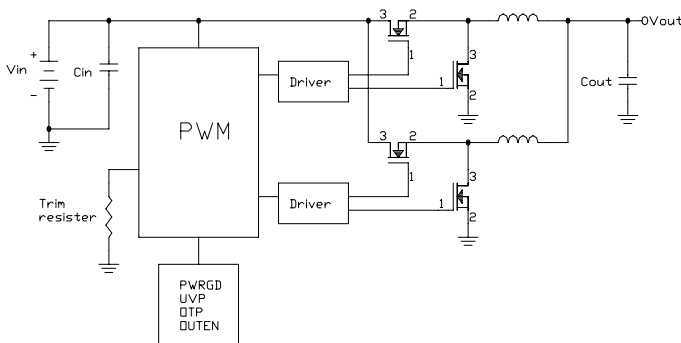 3 2
OVout
+
Vin
-
Cin
1
Driver
3
1
2
Cout
PWM
3 2
1
3
Trim
resister
Driver
1
2
PWRGD
UVP
OTP
OUTEN